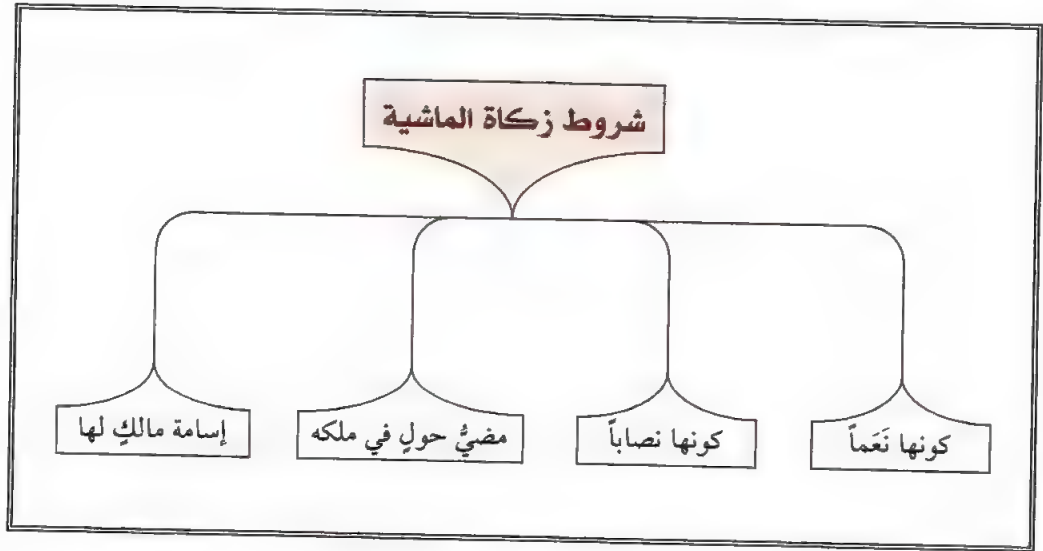 شروط زكاة الماشية
كونها نَعَماً
كونها نصاباً
مضيُّ حولٍ في ملكه
إسامة مالكٍ لها